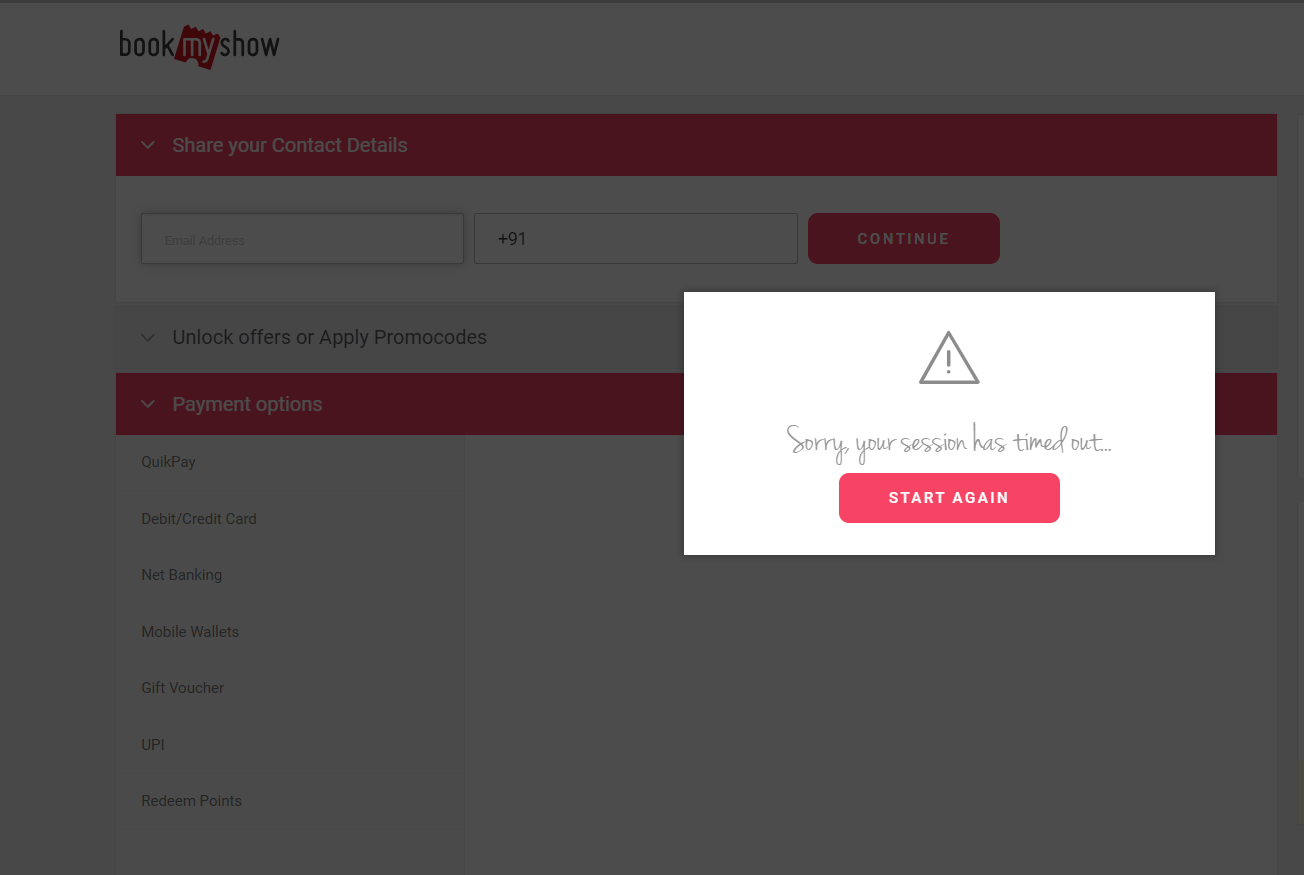 bookmyshow
Share your Contact Details
Email Address
+91
CONTINUE
Unlock offers or Apply Promocodes
Payment options
QuikPay
Debit/Credit Card
Net Banking
Mobile Wallets
Gift Voucher
UPI
Redeem Points
Sorry, your session has timed out...
START AGAIN